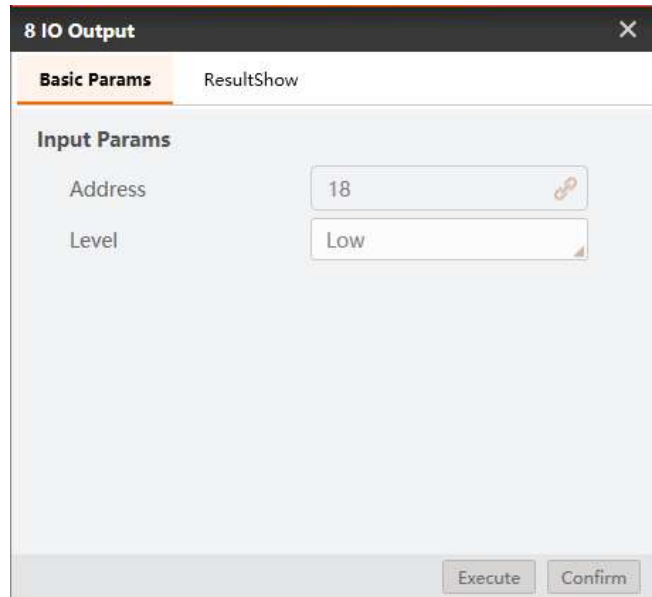 8 IO Output
Basic Params ResultShow
Input Params
Address 18
Level Low
Execute Confirm